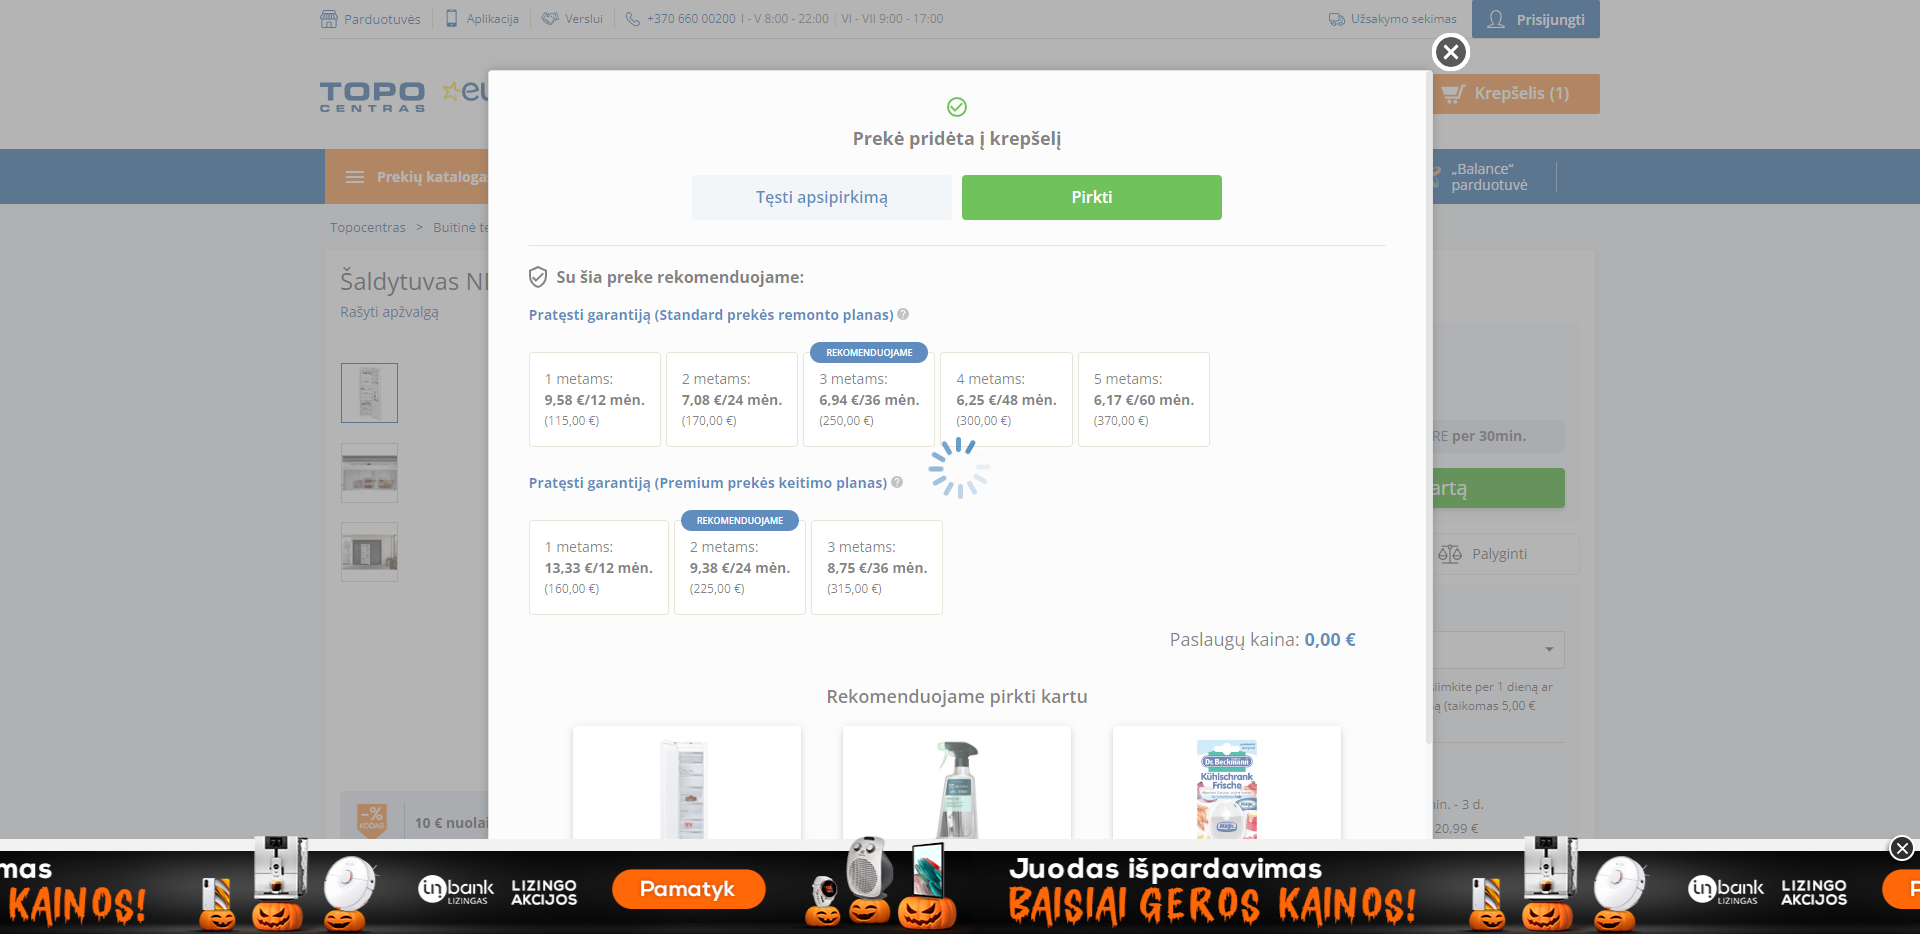 Parduotuvės
Aplikacija
Verslui
+370 660 00200 I - V 8:00 - 22:00 | VI - VII 9:00 - 17:00
Užsakymo sekimas
Prisijungti
TOPO
CENTRAS
Krepšelis (1)
Prekių kataloga
„Balance“
parduotuvė
Topocentras > Buitinė te
Šaldytuvas
Rašyti apžvalgą
Prekė pridėta į krepšelį
Tęsti apsipirkimą
Pirkti
Su šia preke rekomenduojame:
Pratęsti garantiją (Standard prekės remonto planas)
REKOMENDUOJAME
1 metams:
9,58 €/12 mėn.
(115,00 €)
2 metams:
7,08 €/24 mėn.
(170,00 €)
3 metams:
6,94 €/36 mėn.
(250,00 €)
4 metams:
6,25 €/48 mėn.
(300,00 €)
5 metams:
6,17 €/60 mėn.
(370,00 €)
Pratęsti garantiją (Premium prekės keitimo planas)
REKOMENDUOJAME
1 metams:
13,33 €/12 mėn.
(160,00 €)
2 metams:
9,38 €/24 mėn.
(225,00 €)
3 metams:
8,75 €/36 mėn.
(315,00 €)
Paslaugų kaina: 0,00 €
Rekomenduojame pirkti kartu
Dr. Beckmann
Kühlschrank
Frische
RE per 30min.
artą
Palyginti
siimkite per 1 dieną ar
ą (taikomas 5,00 €
in. - 3 d.
20,99 €
-%
KODAS
10 € nuolai
mas
KAINOS!
inbank
LIZINGAS
LIZINGO
AKCIJOS
Pamatyk
Juodas išpardavimas
BAISIAI GEROS KAINOS!
inbank
LIZINGAS
LIZINGO
AKCIJOS
P